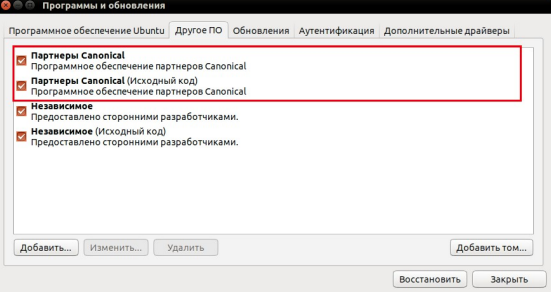 Программы и обновления
Программное обеспечение Ubuntu Другое ПО Обновления Аутентификация Дополнительные драйверы
Партнеры Canonical
Программное обеспечение партнеров Canonical
Партнеры Canonical (Исходный код)
Программное обеспечение партнеров Canonical
Независимое
Предоставлено сторонними разработчиками.
Независимое (Исходный код)
Предоставлено сторонними разработчиками.
Добавить... Изменить... Удалить Добавить том...
Восстановить Закрыть